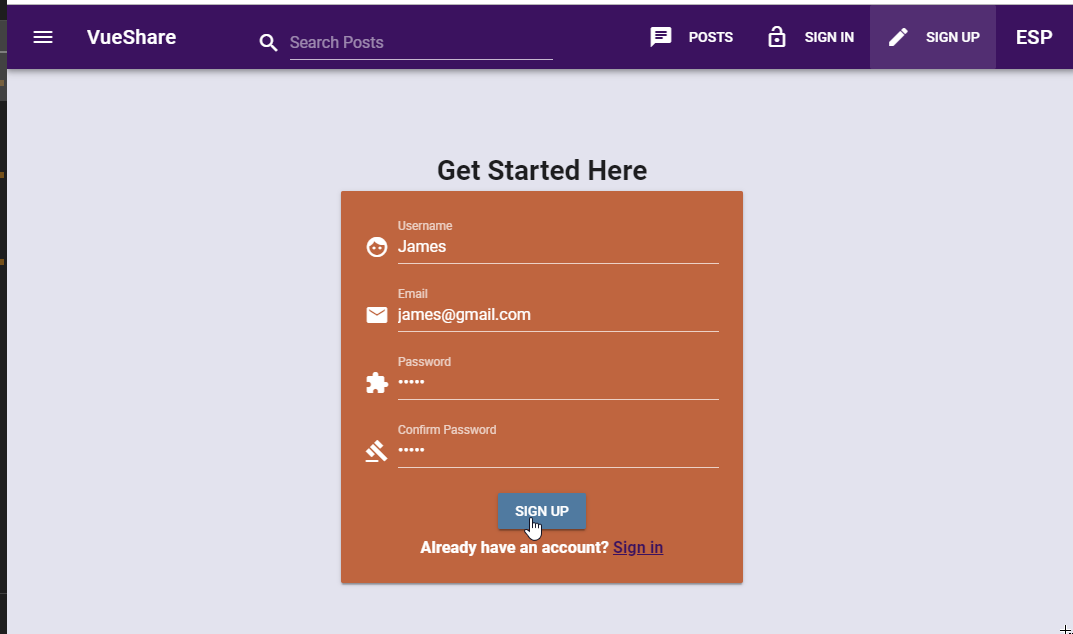 VueShare Search Posts POSTS SIGN IN SIGN UP ESP
Get Started Here
Username
James
Email
james@gmail.com
Password
•••••
Confirm Password
•••••
SIGN UP
Already have an account? Sign in